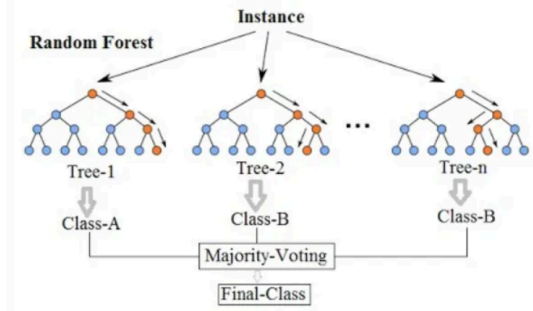 Instance
Random Forest
...
Tree-1
Tree-2
Tree-n
Class-A
Class-B
Class-B
Majority-Voting
Final-Class